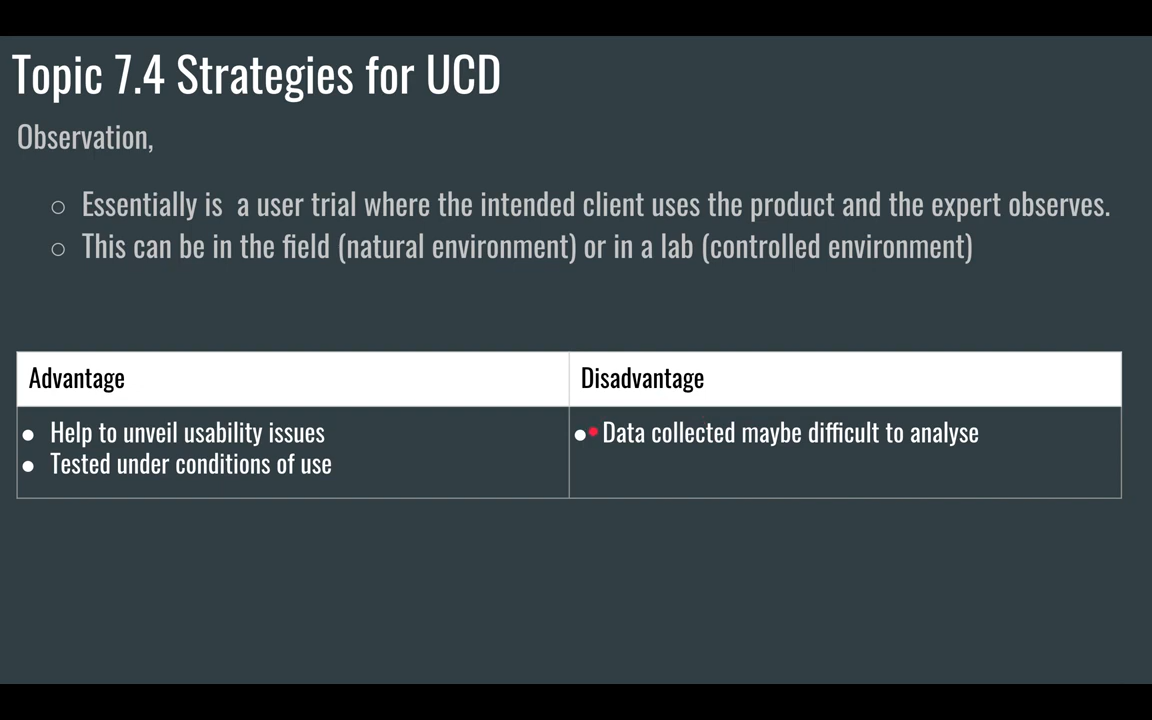 Topic 7.4 Strategies for UCD
Observation,
○ Essentially is  a user trial where the intended client uses the product and the expert observes.
○ This can be in the field (natural environment) or in a lab (controlled environment)
Advantage
Disadvantage
● Help to unveil usability issues
● Tested under conditions of use
● Data collected maybe difficult to analyse